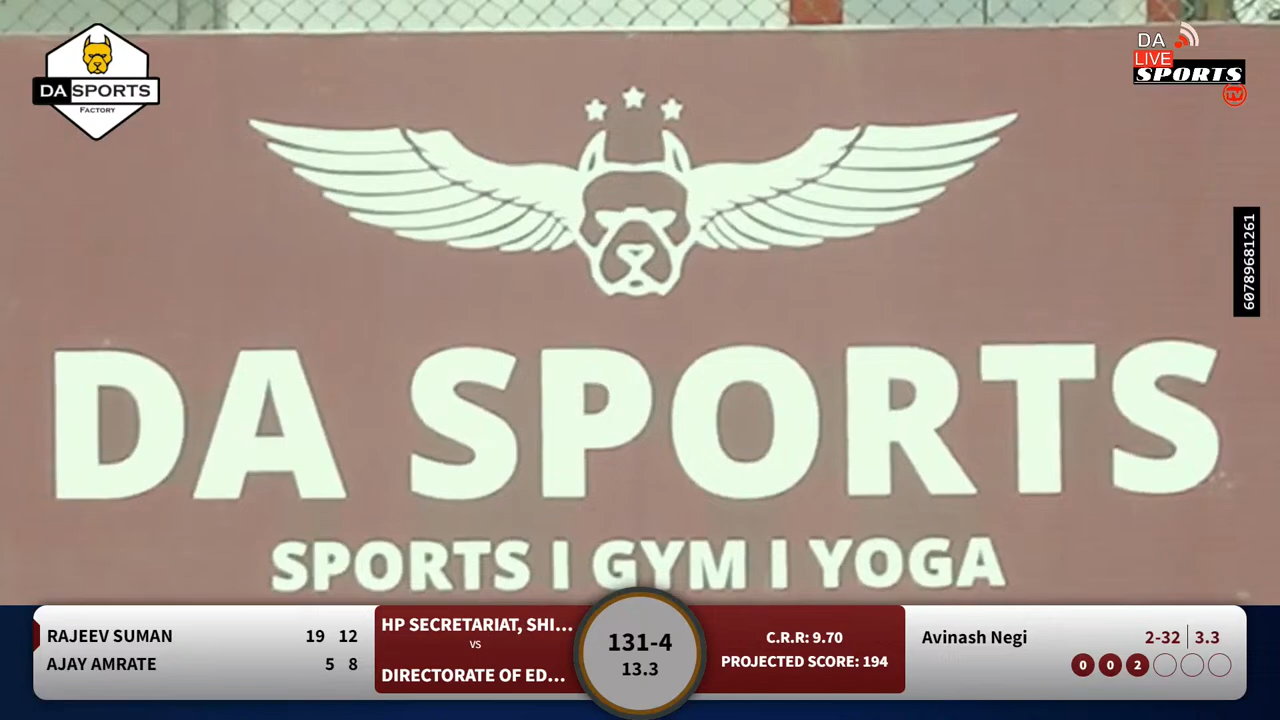 DA SPORTS
FACTORY
DA
LIVE
SPORTS
TV
60789681261
DA SPORTS
SPORTS | GYM | YOGA
RAJEEV SUMAN 19 12
AJAY AMRATE 5 8
HP SECRETARIAT, SHI...
vs
DIRECTORATE OF ED...
131-4
13.3
C.R.R: 9.70
PROJECTED SCORE: 194
Avinash Negi 2-32 | 3.3
0 0 2